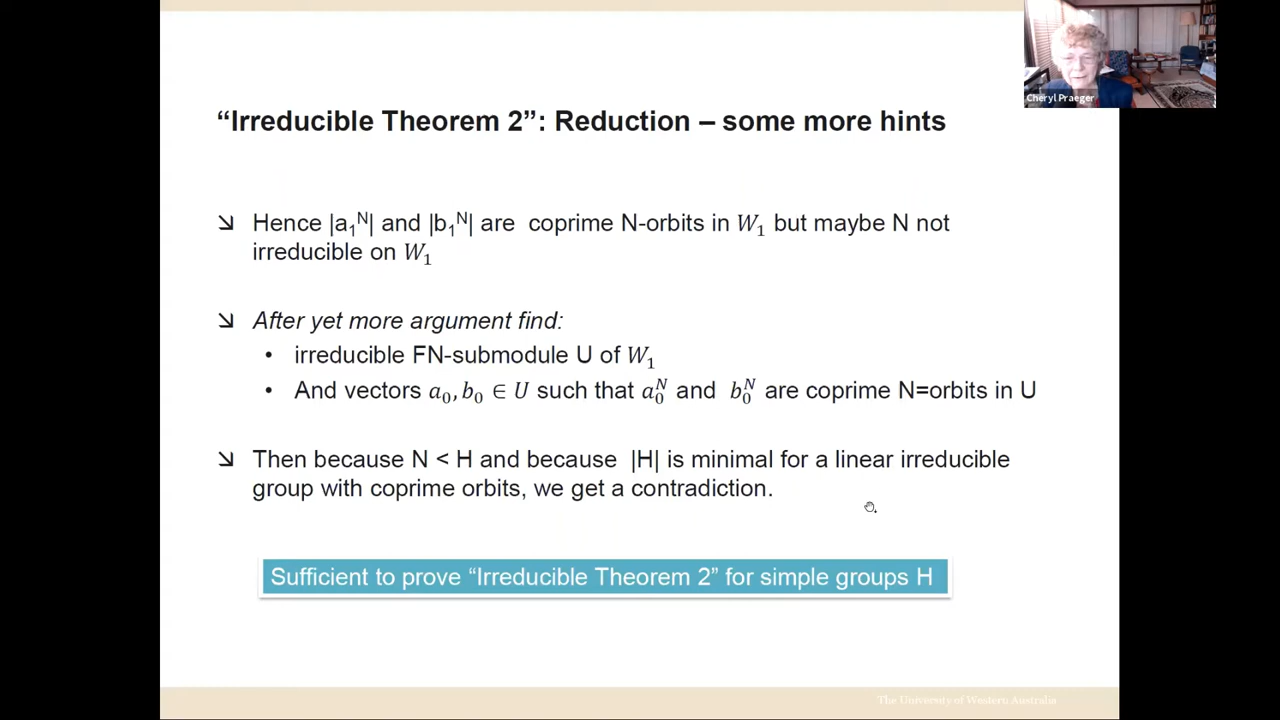 Cheryl Praeger
“Irreducible Theorem 2”: Reduction – some more hints
↘ Hence |a₁ᴺ| and |b₁ᴺ| are coprime N-orbits in 𝑊₁ but maybe N not
irreducible on 𝑊₁
↘ After yet more argument find:
• irreducible FN-submodule U of 𝑊₁
• And vectors 𝑎₀, 𝑏₀ ∈ 𝑈 such that 𝑎₀ᴺ and 𝑏₀ᴺ are coprime N=orbits in U
↘ Then because N < H and because |H| is minimal for a linear irreducible
group with coprime orbits, we get a contradiction.
Sufficient to prove “Irreducible Theorem 2” for simple groups H
The University of Western Australia